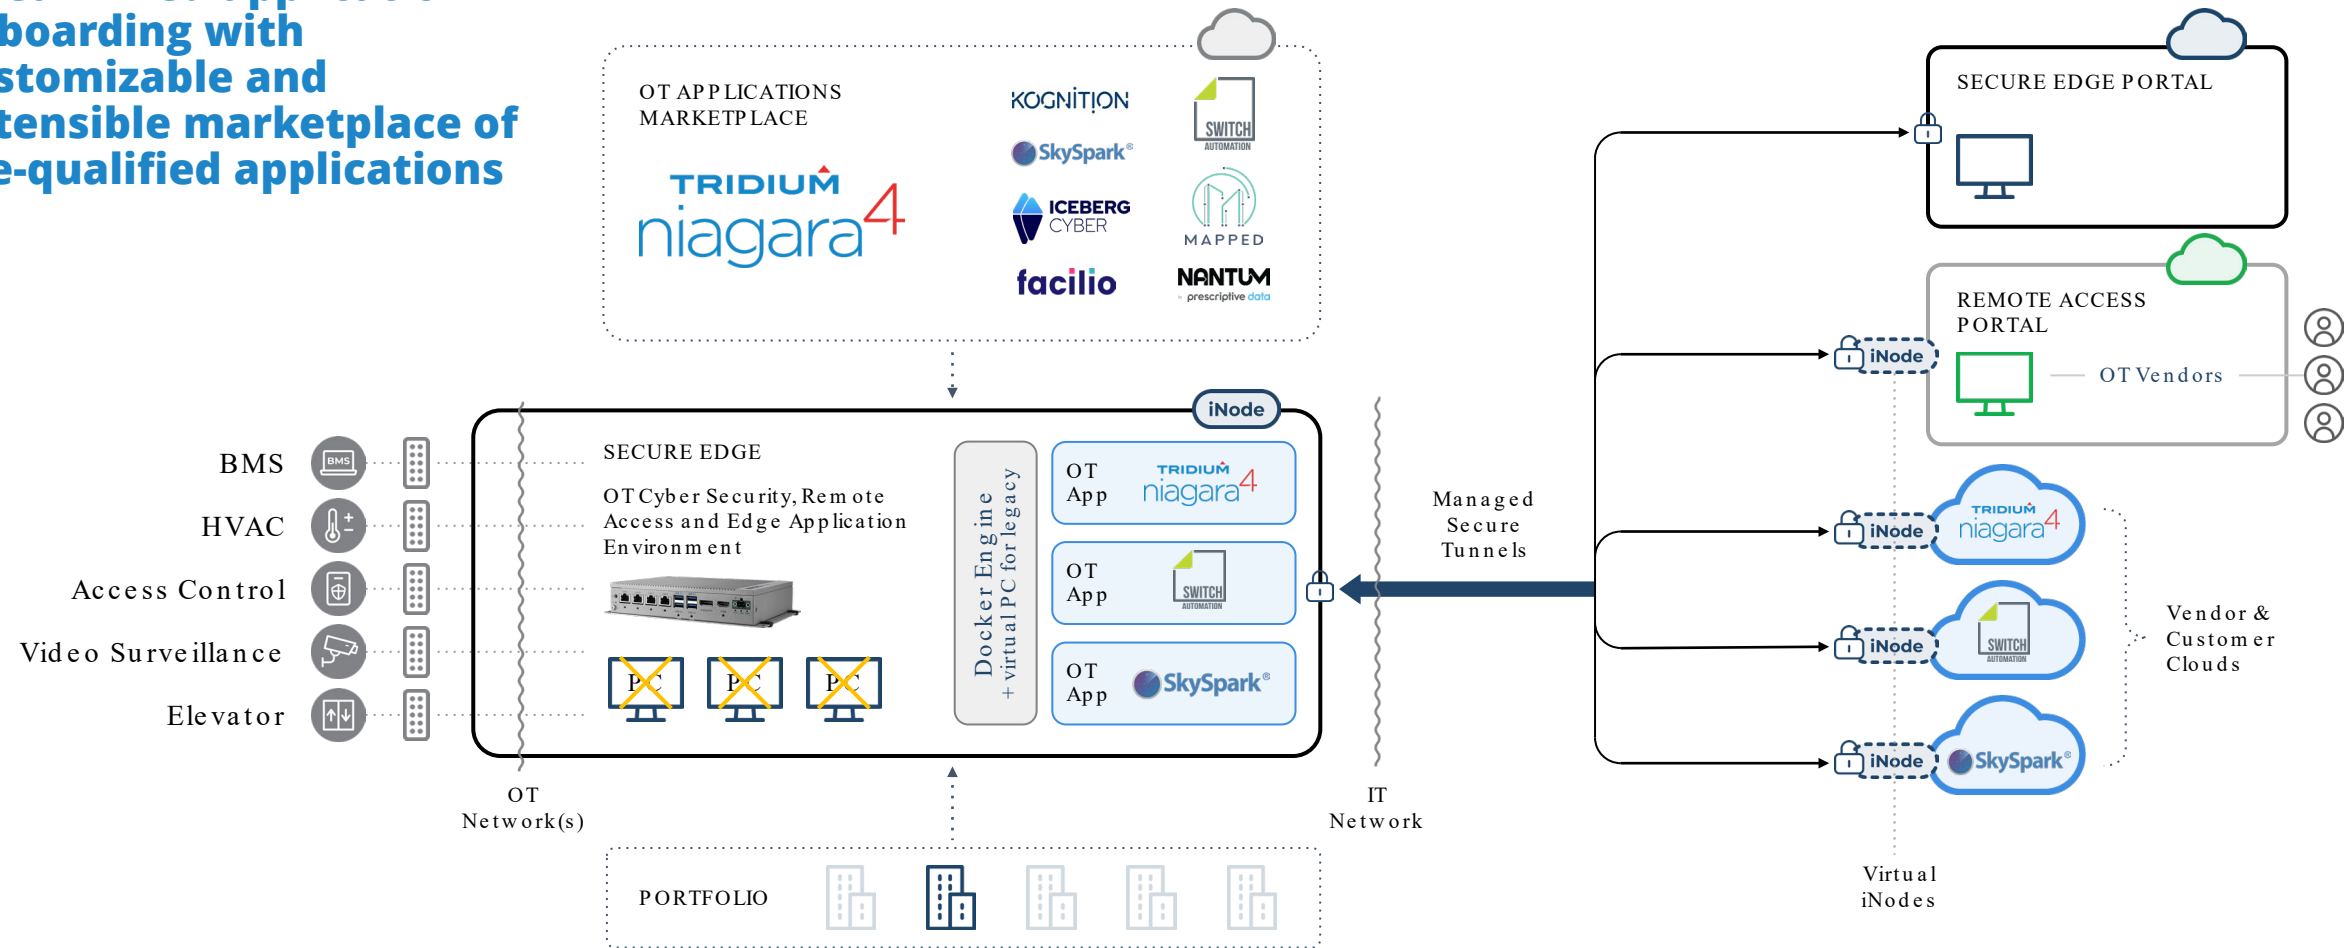 boarding with
stomizable and
tensible marketplace of
e-qualified applications
OT APPLICATIONS
MARKETPLACE
TRIDIUM
niagara4
KOGNITION
SkySpark®
ICEBERG
CYBER
facilio
SWITCH
AUTOMATION
MAPPED
NANTUM
prescriptive data
SECURE EDGE PORTAL
REMOTE ACCESS
PORTAL
OT Vendors
iNode
BMS
BMS
HVAC
Access Control
Video Surveillance
Elevator
iNode
SECURE EDGE
OT Cyber Security, Remote
Access and Edge Application
Environment
PC
PC
PC
Docker Engine
+ virtual PC for legacy
OT
App
TRIDIUM
niagara4
OT
App
SWITCH
AUTOMATION
OT
App
SkySpark®
Managed
Secure
Tunnels
iNode
TRIDIUM
niagara4
iNode
SWITCH
AUTOMATION
iNode
SkySpark®
Vendor &
Customer
Clouds
OT
Network(s)
IT
Network
Virtual
iNodes
PORTFOLIO